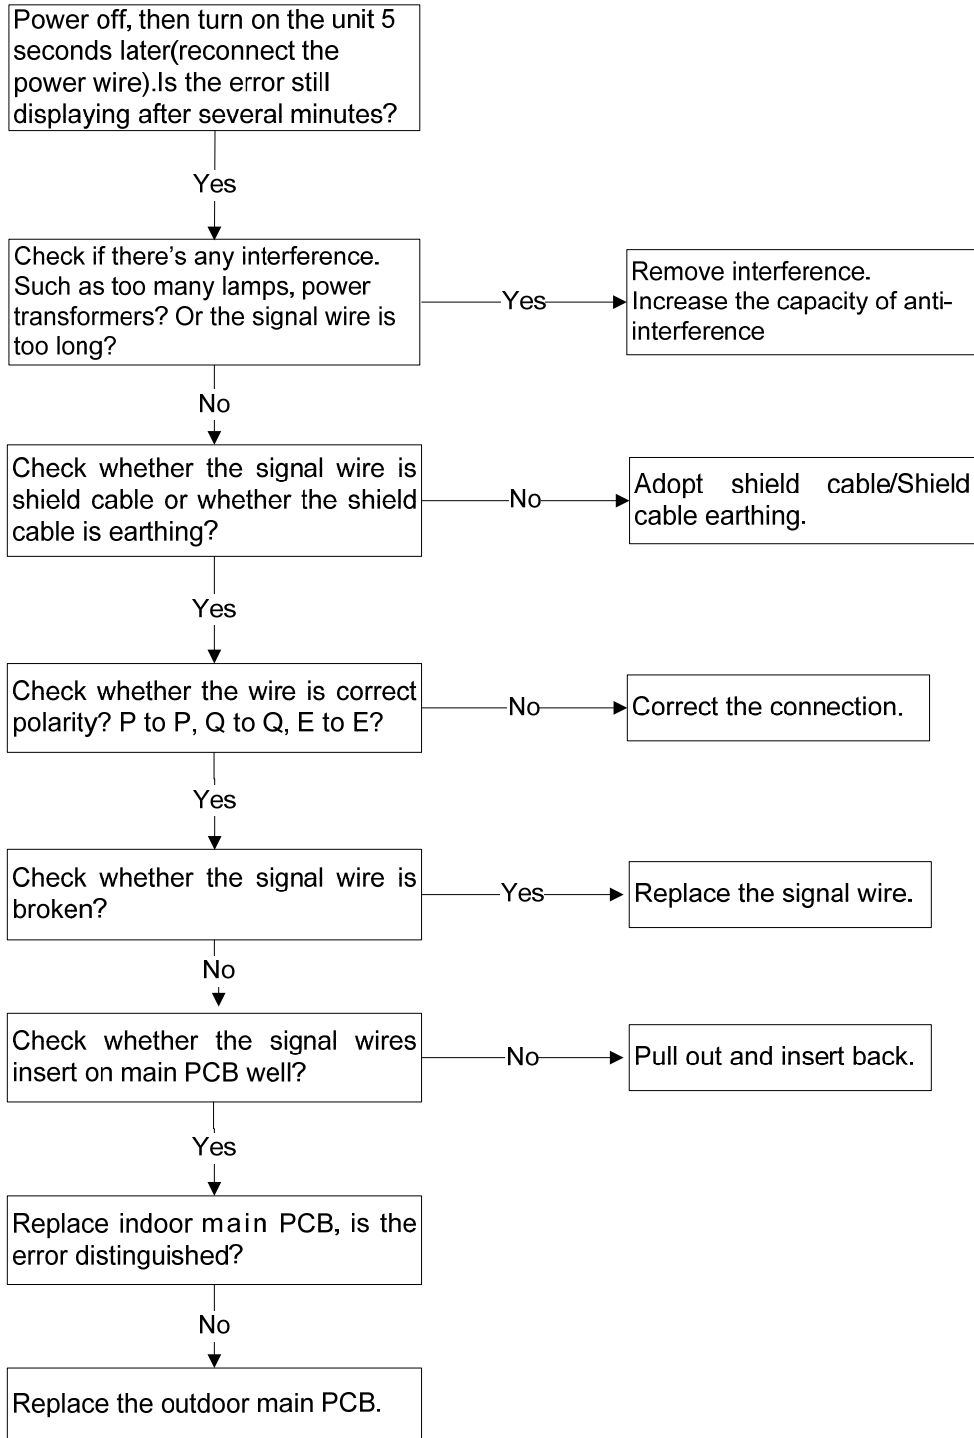 Power off, then turn on the unit 5
seconds later(reconnect the
power wire).Is the error still
displaying after several minutes?
Yes
Check if there's any interference.
Such as too many lamps, power
transformers? Or the signal wire is
too long?
Yes
Remove interference.
Increase the capacity of anti-
interference
No
Check whether the signal wire is
shield cable or whether the shield
cable is earthing?
No
Adopt shield cable/Shield
cable earthing.
Yes
Check whether the wire is correct
polarity? P to P, Q to Q, E to E?
No
Correct the connection.
Yes
Check whether the signal wire is
broken?
Yes
Replace the signal wire.
No
Check whether the signal wires
insert on main PCB well?
No
Pull out and insert back.
Yes
Replace indoor main PCB, is the
error distinguished?
No
Replace the outdoor main PCB.